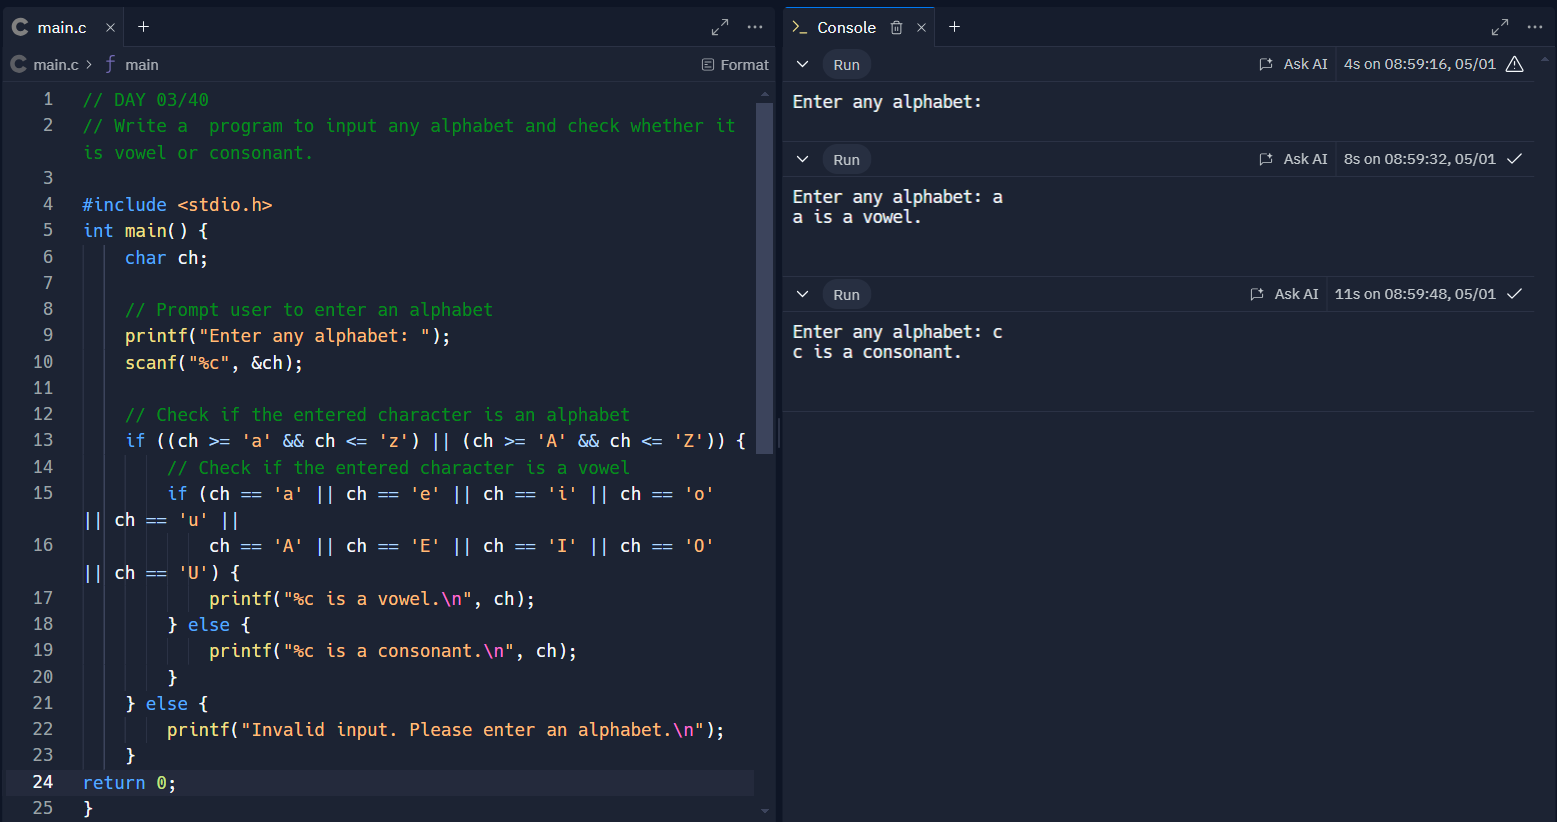 main.c
main.c > main
Format
1 // DAY 03/40
2 // Write a  program to input any alphabet and check whether it
is vowel or consonant.
3
4 #include <stdio.h>
5 int main() {
6     char ch;
7
8     // Prompt user to enter an alphabet
9     printf("Enter any alphabet: ");
10     scanf("%c", &ch);
11
12     // Check if the entered character is an alphabet
13     if ((ch >= 'a' && ch <= 'z') || (ch >= 'A' && ch <= 'Z')) {
14         // Check if the entered character is a vowel
15         if (ch == 'a' || ch == 'e' || ch == 'i' || ch == 'o'
|| ch == 'u' ||
16             ch == 'A' || ch == 'E' || ch == 'I' || ch == 'O'
|| ch == 'U') {
17             printf("%c is a vowel.\n", ch);
18         } else {
19             printf("%c is a consonant.\n", ch);
20         }
21     } else {
22         printf("Invalid input. Please enter an alphabet.\n");
23     }
24 return 0;
25 }
Console
Run Ask AI 4s on 08:59:16, 05/01
Enter any alphabet:
Run Ask AI 8s on 08:59:32, 05/01
Enter any alphabet: a
a is a vowel.
Run Ask AI 11s on 08:59:48, 05/01
Enter any alphabet: c
c is a consonant.